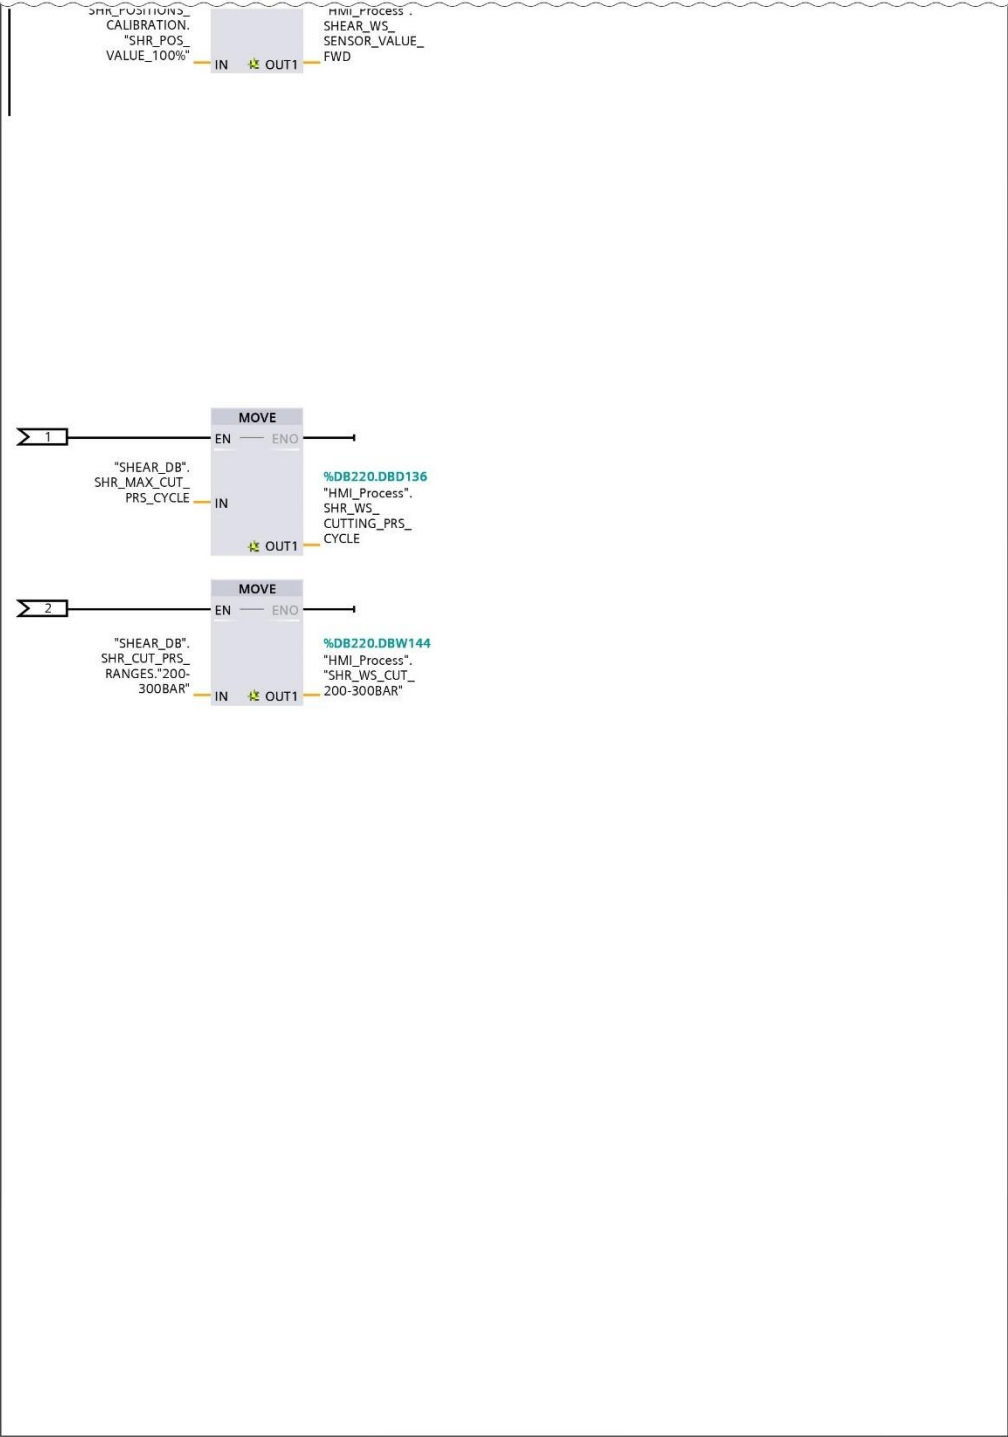 SHR_POSITIONS_
CALIBRATION.
"SHR_POS_
VALUE_100%"
IN
OUT1
"HMI_Process".
SHEAR_WS_
SENSOR_VALUE_
FWD
1
MOVE
EN
ENO
"SHEAR_DB".
SHR_MAX_CUT_
PRS_CYCLE
IN
OUT1
%DB220.DBD136
"HMI_Process".
SHR_WS_
CUTTING_PRS_
CYCLE
2
MOVE
EN
ENO
"SHEAR_DB".
SHR_CUT_PRS_
RANGES."200-
300BAR"
IN
OUT1
%DB220.DBW144
"HMI_Process".
"SHR_WS_CUT_
200-300BAR"